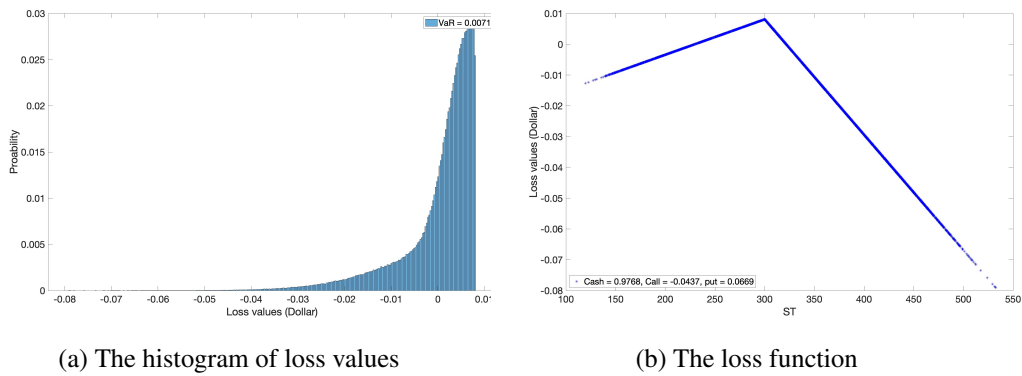 0.03
0.025
0.02
0.015
0.01
0.005
0
Proability
VaR = 0.0071
-0.08 -0.07 -0.06 -0.05 -0.04 -0.03 -0.02 -0.01 0 0.01
Loss values (Dollar)
(a) The histogram of loss values
0.01
0
-0.01
-0.02
-0.03
-0.04
-0.05
-0.06
-0.07
-0.08
Loss values (Dollar)
Cash = 0.9768, Call = -0.0437, put = 0.0669
100 150 200 250 300 350 400 450 500 550
ST
(b) The loss function